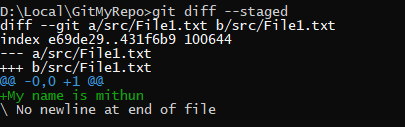 D:\Local\GitMyRepo>git diff --staged
diff --git a/src/File1.txt b/src/File1.txt
index e69de29..431f6b9 100644
--- a/src/File1.txt
+++ b/src/File1.txt
@@ -0,0 +1 @@
+My name is mithun
\ No newline at end of file